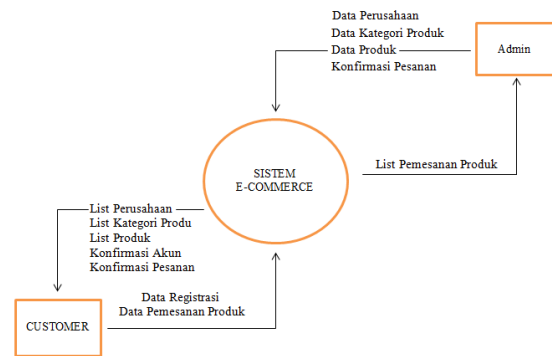 Data Perusahaan
Data Kategori Produk
Data Produk
Konfirmasi Pesanan
Admin
SISTEM
E-COMMERCE
List Pemesanan Produk
List Perusahaan
List Kategori Produ
List Produk
Konfirmasi Akun
Konfirmasi Pesanan
Data Registrasi
Data Pemesanan Produk
CUSTOMER